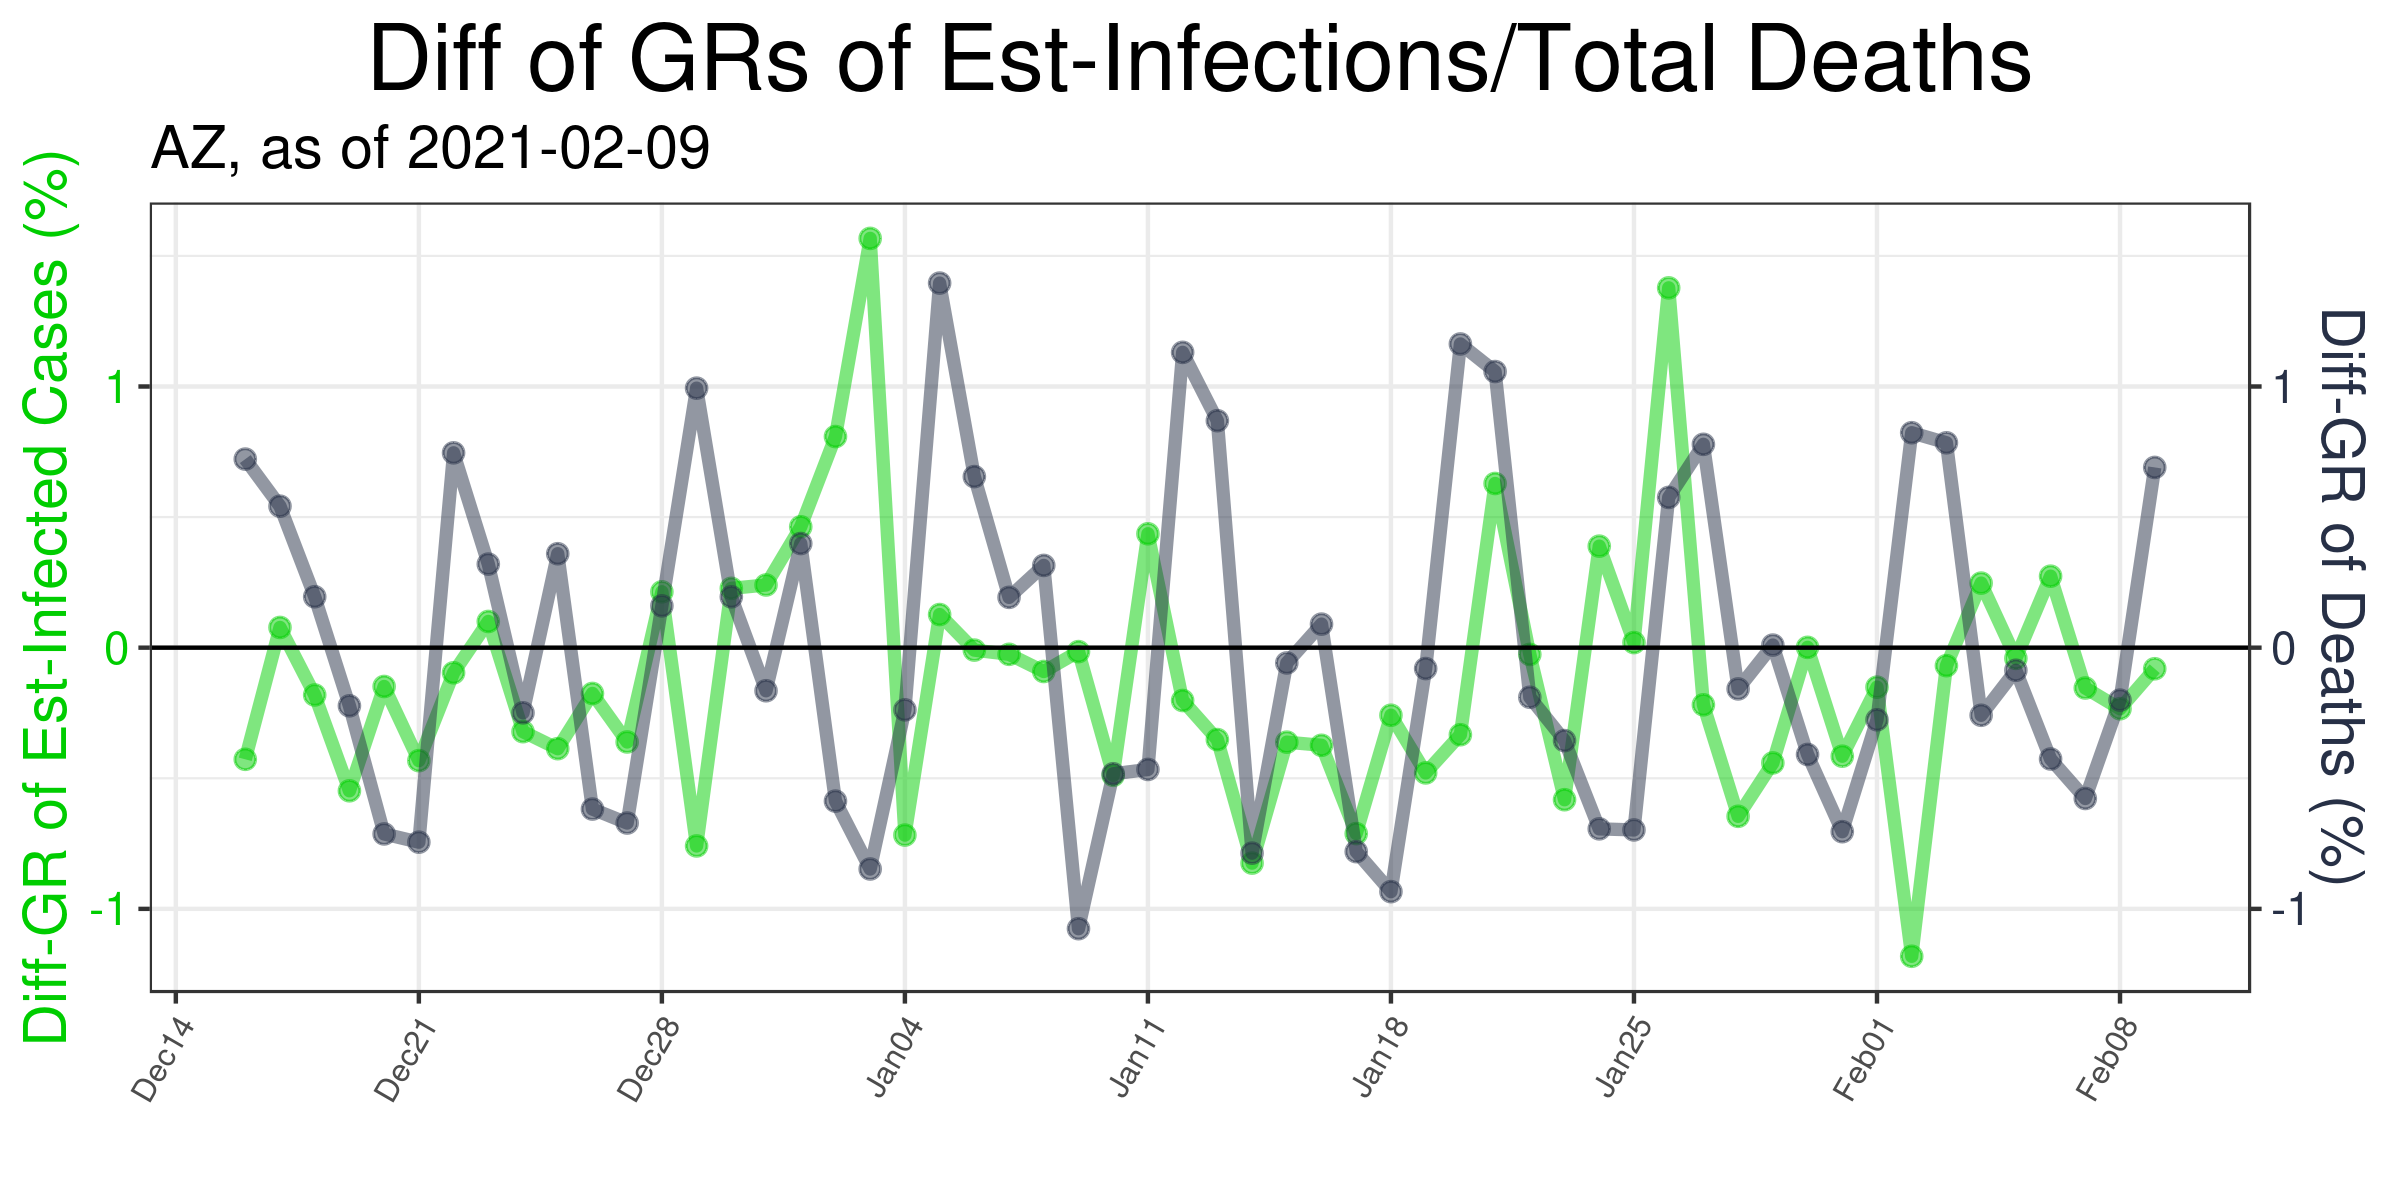 Diff of GRs of Est-Infections/Total Deaths
AZ, as of 2021-02-09
Diff-GR of Est-Infected Cases (%)
1
0
-1
Diff-GR of Deaths (%)
1
0
-1
Dec14
Dec21
Dec28
Jan04
Jan11
Jan18
Jan25
Feb01
Feb08